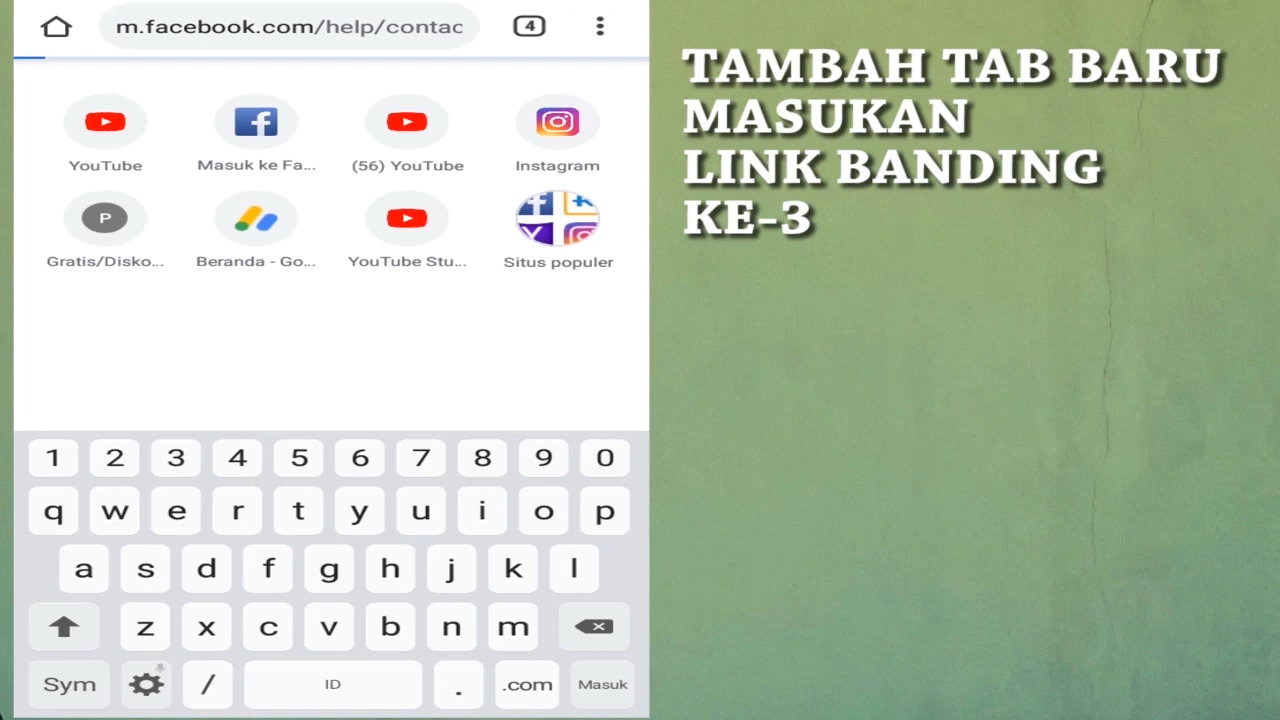 m.facebook.com/help/contac
4
YouTube
Masuk ke Fa...
(56) YouTube
Instagram
P
Gratis/Disko...
Beranda - Go...
YouTube Stu...
Situs populer
1 2 3 4 5 6 7 8 9 0
q w e r t y u i o p
a s d f g h j k l
z x c v b n m
Sym / ID . .com Masuk
TAMBAH TAB BARU
MASUKAN
LINK BANDING
KE-3